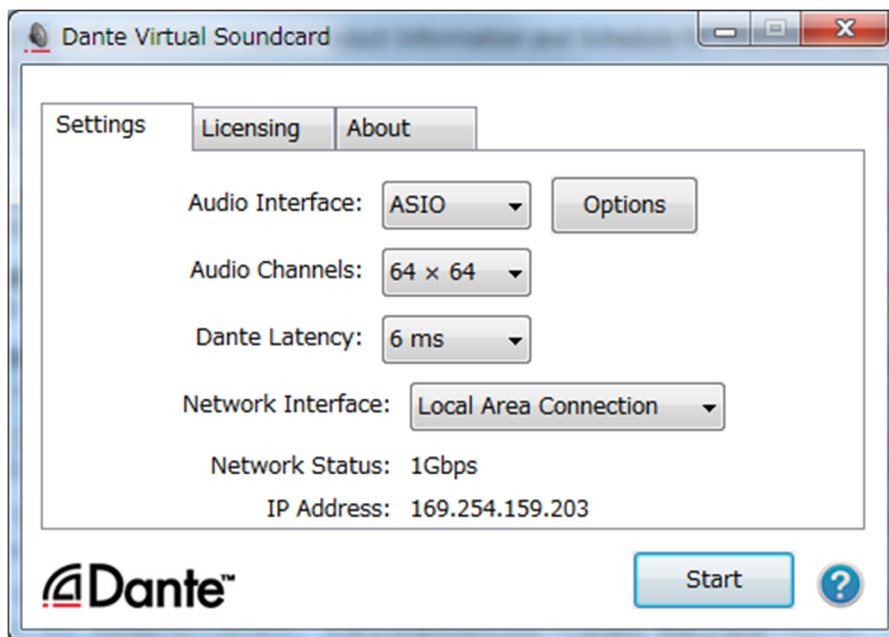 Dante Virtual Soundcard
Settings
Licensing
About
Audio Interface: ASIO Options
Audio Channels: 64 × 64
Dante Latency: 6 ms
Network Interface: Local Area Connection
Network Status: 1Gbps
IP Address: 169.254.159.203
Dante™
Start
?